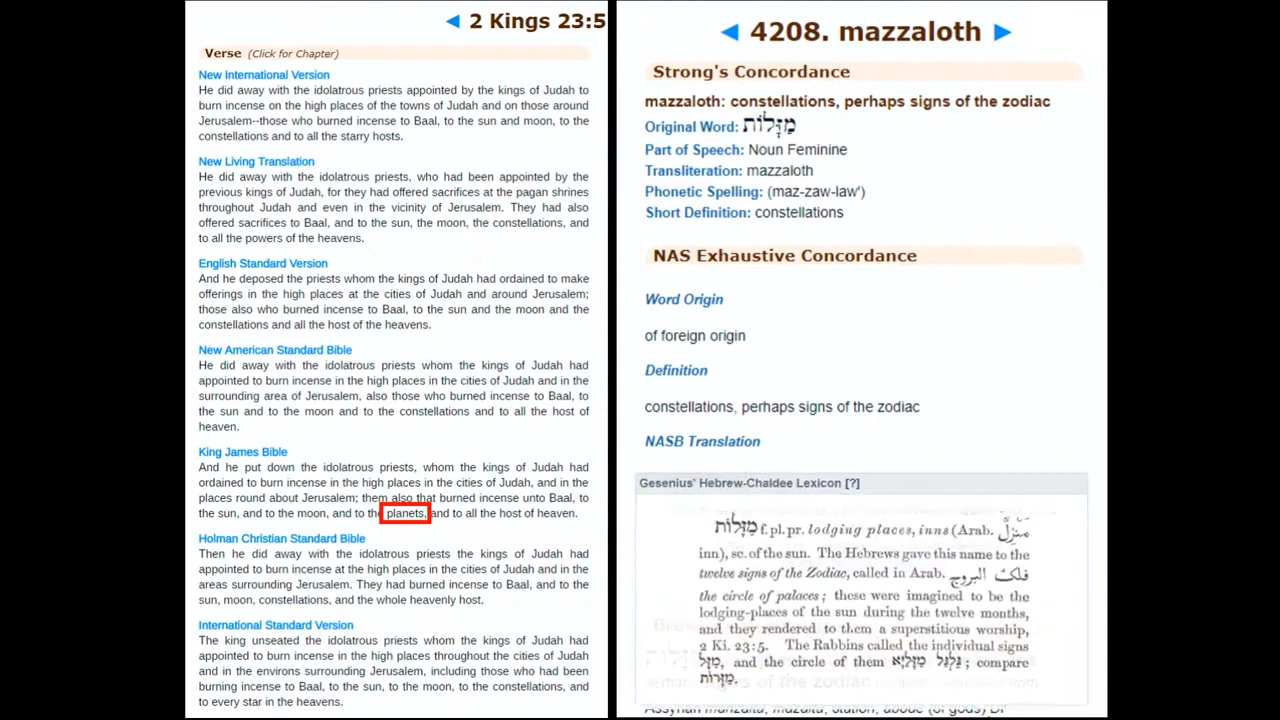 ◄ 2 Kings 23:5
Verse (Click for Chapter)
New International Version
He did away with the idolatrous priests appointed by the kings of Judah to
burn incense on the high places of the towns of Judah and on those around
Jerusalem--those who burned incense to Baal, to the sun and moon, to the
constellations and to all the starry hosts.
New Living Translation
He did away with the idolatrous priests, who had been appointed by the
previous kings of Judah, for they had offered sacrifices at the pagan shrines
throughout Judah and even in the vicinity of Jerusalem. They had also
offered sacrifices to Baal, and to the sun, the moon, the constellations, and
to all the powers of the heavens.
English Standard Version
And he deposed the priests whom the kings of Judah had ordained to make
offerings in the high places at the cities of Judah and around Jerusalem;
those also who burned incense to Baal, to the sun and the moon and the
constellations and all the host of the heavens.
New American Standard Bible
He did away with the idolatrous priests whom the kings of Judah had
appointed to burn incense in the high places in the cities of Judah and in the
surrounding area of Jerusalem, also those who burned incense to Baal, to
the sun and to the moon and to the constellations and to all the host of
heaven.
King James Bible
And he put down the idolatrous priests, whom the kings of Judah had
ordained to burn incense in the high places in the cities of Judah, and in the
places round about Jerusalem; them also that burned incense unto Baal, to
the sun, and to the moon, and to the planets, and to all the host of heaven.
Holman Christian Standard Bible
Then he did away with the idolatrous priests the kings of Judah had
appointed to burn incense at the high places in the cities of Judah and in the
areas surrounding Jerusalem. They had burned incense to Baal, and to the
sun, moon, constellations, and the whole heavenly host.
International Standard Version
The king unseated the idolatrous priests whom the kings of Judah had
appointed to burn incense in the high places throughout the cities of Judah
and in the environs surrounding Jerusalem, including those who had been
burning incense to Baal, to the sun, to the moon, to the constellations, and
to every star in the heavens.
◄ 4208. mazzaloth ►
Strong's Concordance
mazzaloth: constellations, perhaps signs of the zodiac
Original Word: מַזָּלוֹת
Part of Speech: Noun Feminine
Transliteration: mazzaloth
Phonetic Spelling: (maz-zaw-law')
Short Definition: constellations
NAS Exhaustive Concordance
Word Origin
of foreign origin
Definition
constellations, perhaps signs of the zodiac
NASB Translation
Gesenius' Hebrew-Chaldee Lexicon [?]
מַזָּלוֹת f. pl. pr. lodging places, inns (Arab. منزل
inn), sc. of the sun. The Hebrews gave this name to the
twelve signs of the Zodiac, called in Arab. فلك البروج
the circle of palaces; these were imagined to be the
lodging-places of the sun during the twelve months,
and they rendered to them a superstitious worship,
2 Ki. 23:5. The Rabbins called the individual signs
מַזָּל, and the circle of them גַּלְגַּל מַזָּלַיָּא; compare
מַזָּרוֹת.